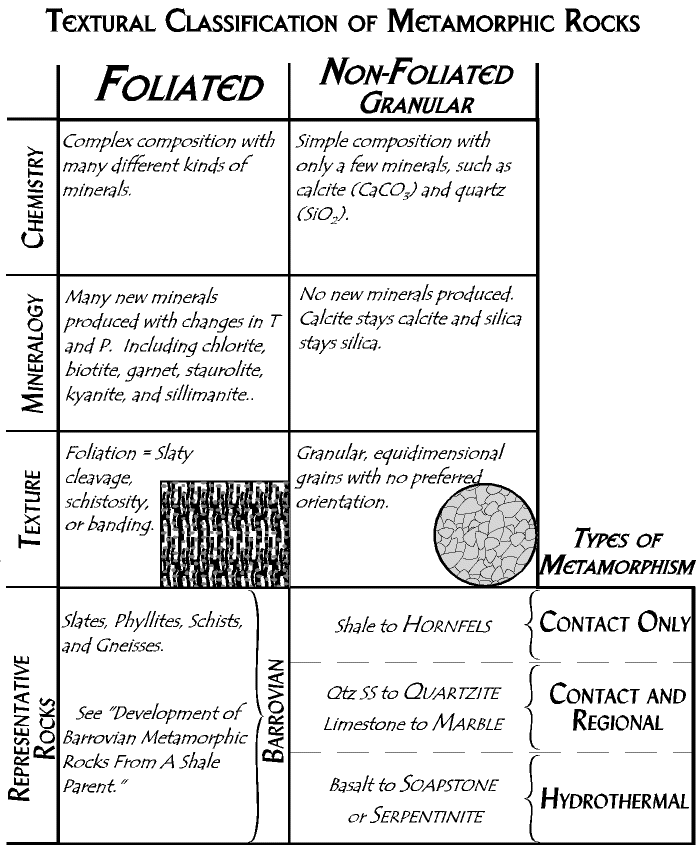 TEXTURAL CLASSIFICATION OF METAMORPHIC ROCKS
FOLIATED
NON-FOLIATED
GRANULAR
CHEMISTRY
Complex composition with
many different kinds of
minerals.
Simple composition with
only a few minerals, such as
calcite (CaCO₃) and quartz
(SiO₂).
MINERALOGY
Many new minerals
produced with changes in T
and P. Including chlorite,
biotite, garnet, staurolite,
kyanite, and sillimanite..
No new minerals produced.
Calcite stays calcite and silica
stays silica.
TEXTURE
Foliation = Slaty
cleavage,
schistosity,
or banding.
Granular, equidimensional
grains with no preferred
orientation.
TYPES OF
METAMORPHISM
REPRESENTATIVE
ROCKS
Slates, Phyllites, Schists,
and Gneisses.
See "Development of
Barrovian Metamorphic
Rocks From A Shale
Parent."
BARROVIAN
Shale to HORNFELS
CONTACT ONLY
Qtz SS to QUARTZITE
Limestone to MARBLE
CONTACT AND
REGIONAL
Basalt to SOAPSTONE
or SERPENTINITE
HYDROTHERMAL